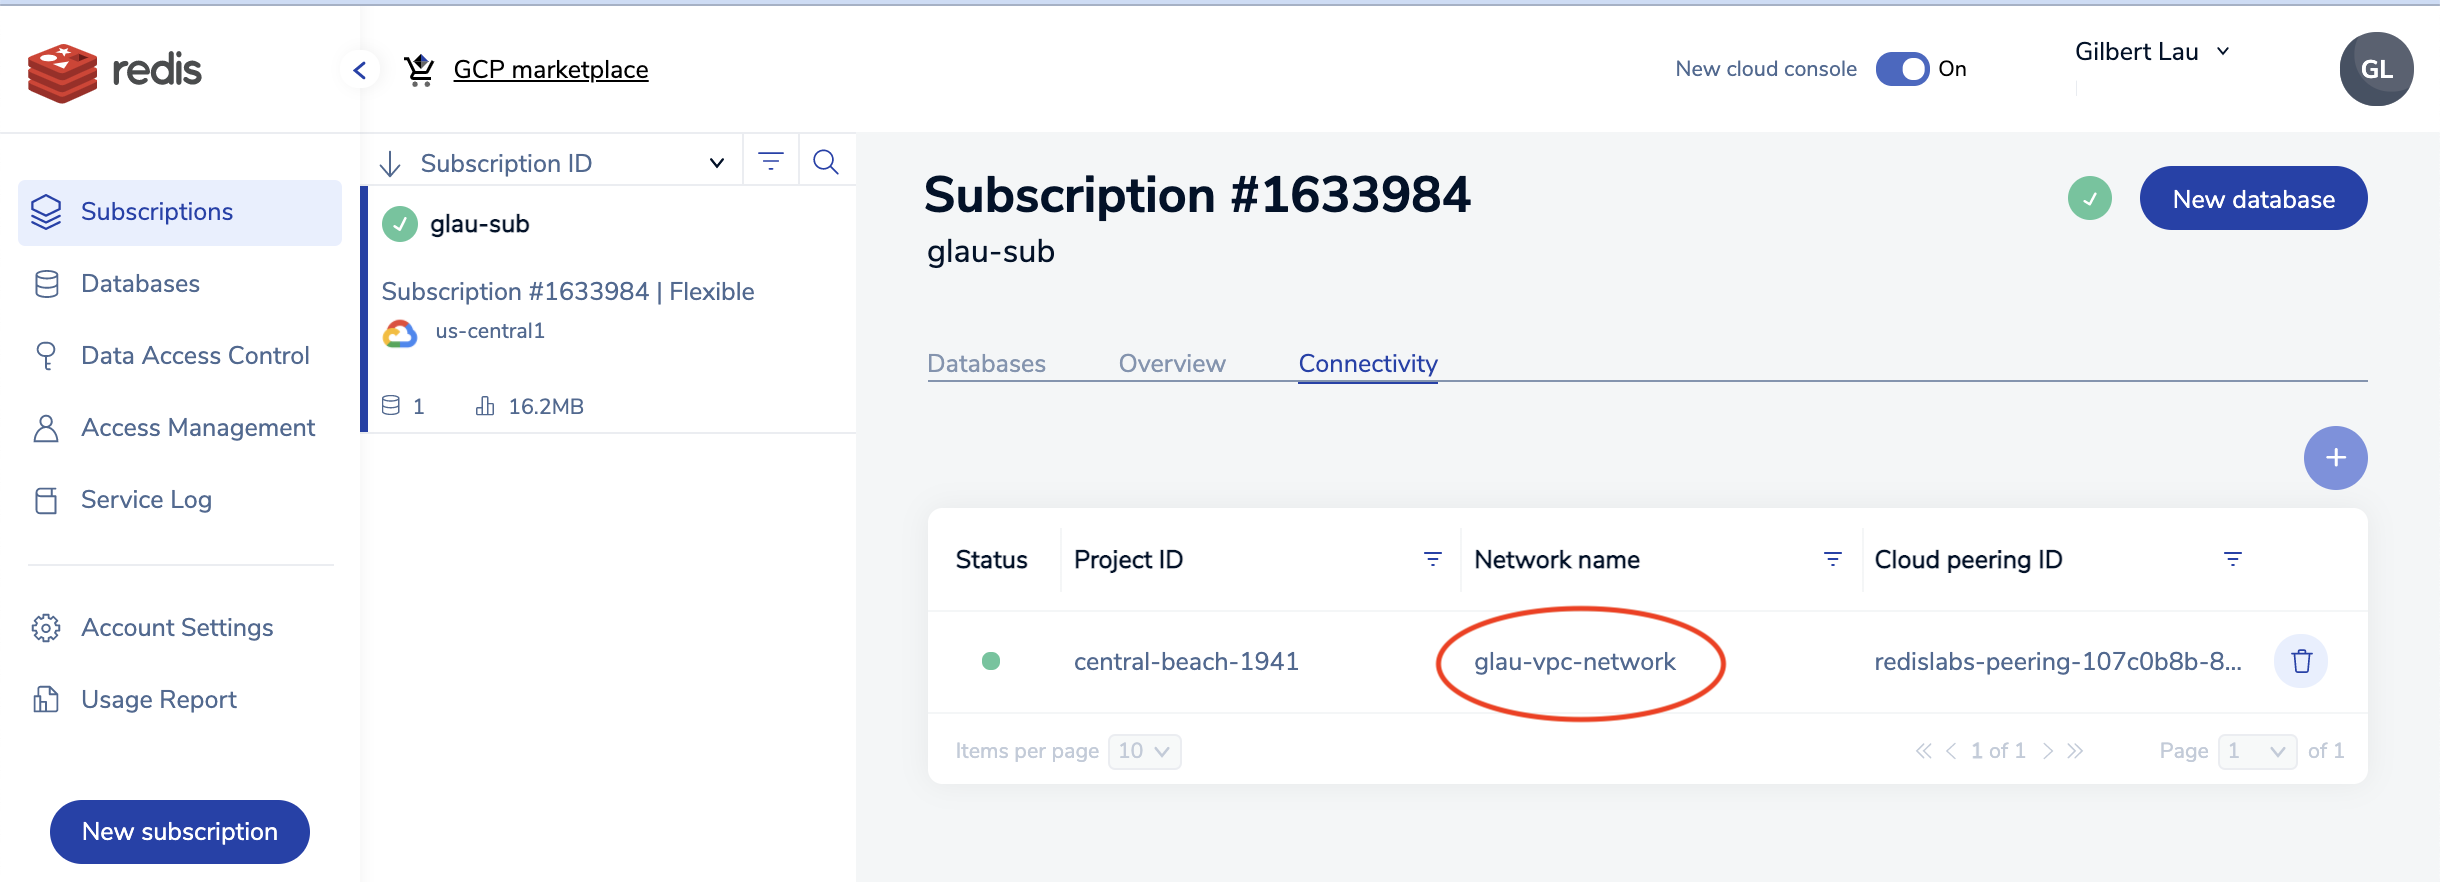 redis
GCP marketplace
New cloud console On
Gilbert Lau
GL
Subscriptions
Databases
Data Access Control
Access Management
Service Log
Account Settings
Usage Report
New subscription
Subscription ID
glau-sub
Subscription #1633984 | Flexible
us-central1
1 16.2MB
Subscription #1633984
glau-sub
New database
Databases Overview Connectivity
Status Project ID Network name Cloud peering ID
central-beach-1941 glau-vpc-network redislabs-peering-107c0b8b-8...
Items per page 10 1 of 1 Page 1 of 1